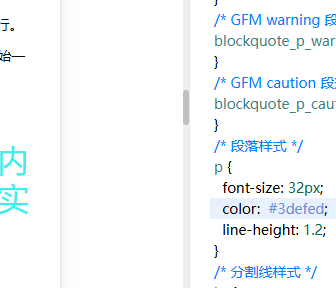 行。
始一
内
实
}
/* GFM warning 段
blockquote_p_war
}
/* GFM caution 段
blockquote_p_cau
}
/* 段落样式 */
p {
font-size: 32px;
color: #3defed;
line-height: 1.2;
}
/* 分割线样式 */